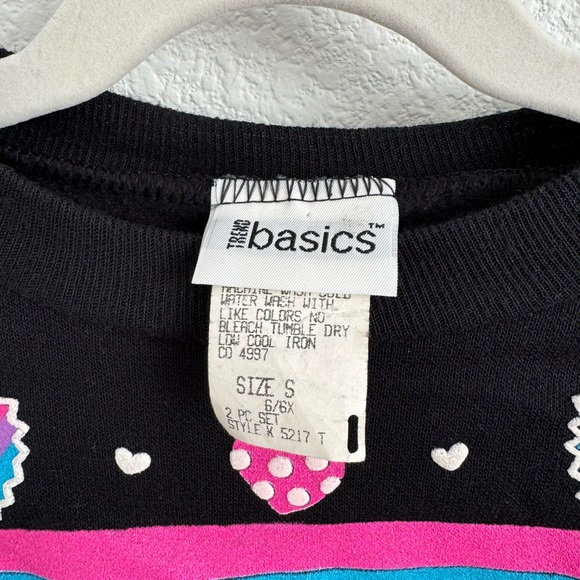 TREND basics™
MACHINE WASH COLD
WATER WASH WITH
LIKE COLORS NO
BLEACH TUMBLE DRY
LOW COOL IRON
CO 4997
SIZE S
6/6X
2 PC SET
STYLE K 5217 T